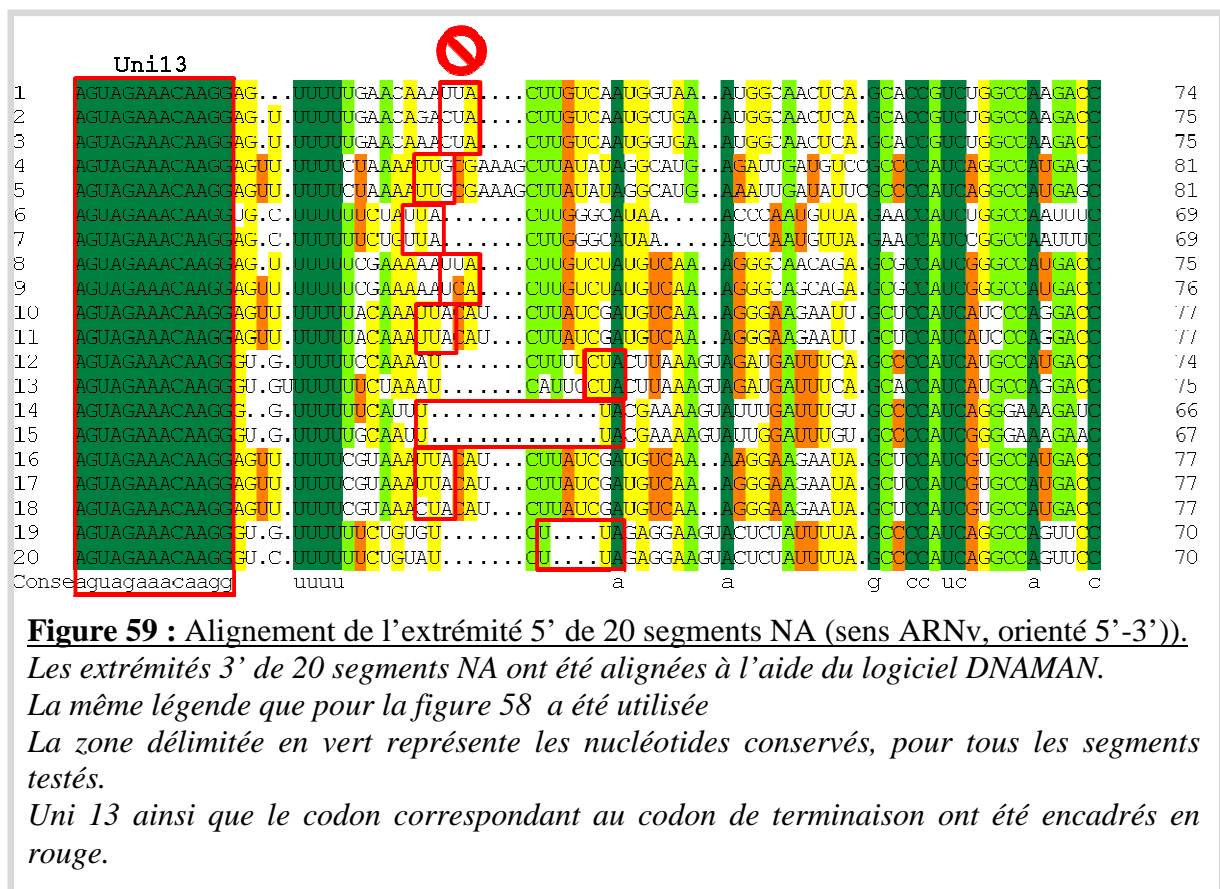 Uni13
1 AGUAGAAACAAGGAG...UUUUUGAACAAAUUA....CUUGUCAAUGGUAA..AUGGCAACUCA.GCACCGUCUGGCCAAGACC 74
2 AGUAGAAACAAGGAG.U.UUUUUGAACAGACUA....CUUGUCAAUGCUGA..AUGGCAACUCA.GCACCGUCUGGCCAAGACC 75
3 AGUAGAAACAAGGAG.U.UUUUUGAACAAACUA....CUUGUCAAUGGUGA..AUGGCAACUCA.GCACCGUCUGGCCAAGACC 75
4 AGUAGAAACAAGGAGUU.UUUUCUAAAAUUGCGAAAGCUUAUAUAGGCAUG..AGAUUGAUGUCCGCCCCAUCAGGCCAUGAGC 81
5 AGUAGAAACAAGGAGUU.UUUUCUAAAAUUGCGAAAGCUUAUAUAGGCAUG..AAAUUGAUAUUCGCCCCAUCAGGCCAUGAGC 81
6 AGUAGAAACAAGGUG.C.UUUUUUCUAUUA.......CUUGGGCAUAA.....ACCCAAUGUUA.GAACCAUCUGGCCAAUUUC 69
7 AGUAGAAACAAGGAG.C.UUUUUUCUGUUA.......CUUGGGCAUAA.....ACCCAAUGUUA.GAACCAUCCGGCCAAUUUC 69
8 AGUAGAAACAAGGAG.U.UUUUUCGAAAAAUUA....CUUGUCUAUGUCAA..AGGGCAACAGA.GCGCCAUCGGGCCAUGACC 75
9 AGUAGAAACAAGGAGUU.UUUUUCGAAAAAUCA....CUUGUCUAUGUCAA..AGGGCAGCAGA.GCGCCAUCGGGCCAUGACC 76
10 AGUAGAAACAAGGAGUU.UUUUUACAAAUUACAU...CUUAUCGAUGUCAA..AGGGAAGAAUU.GCUCCAUCAUCCCAGGACC 77
11 AGUAGAAACAAGGAGUU.UUUUUACAAAUUACAU...CUUAUCGAUGUCAA..AGGGAAGAAUU.GCUCCAUCAUCCCAGGACC 77
12 AGUAGAAACAAGGGU.G.UUUUUCCAAAAU.......CUUUCUACUUAAAGUAGAUGAUUUCA.GCCCCAUCAUGCCAUGACC 74
13 AGUAGAAACAAGGGU.GUUUUUUUCUAAAU.......CAUUCCUACUUAAAGUAGAUGAUUUCA.GCACCAUCAUGCCAGGACC 75
14 AGUAGAAACAAGGG..G.UUUUUUCAUUU..............UACGAAAAGUAUUUGAUUUGU.GCCCCAUCAGGGAAAGAUC 66
15 AGUAGAAACAAGGGU.G.UUUUUGCAAUU..............UACGAAAAGUAUUGGAUUUGU.GCCCCAUCGGGGAAAGAAC 67
16 AGUAGAAACAAGGAGUU.UUUUCGUAAAUUACAU...CUUAUCGAUGUCAA..AAGGAAGAAUA.GCUCCAUCGUGCCAUGACC 77
17 AGUAGAAACAAGGAGUU.UUUUCGUAAAUUACAU...CUUAUCGAUGUCAA..AGGGAAGAAUA.GCUCCAUCGUGCCAUGACC 77
18 AGUAGAAACAAGGAGUU.UUUUCGUAAACUACAU...CUUAUCGAUGUCAA..AGGGAAGAAUA.GCUCCAUCGUGCCAUGACC 77
19 AGUAGAAACAAGGGU.G.UUUUUUCUGUGU.......CU....UAGAGGAAGUACUCUAUUUUA.GCCCCAUCAGGCCAGUUCC 70
20 AGUAGAAACAAGGGU.C.UUUUUUCUGUAU.......CU....UAGAGGAAGUACUCUAUUUUA.GCCCCAUCAGGCCAGUUCC 70
Conseaguagaaacaagg uuuu a a g cc uc a c
Figure 59 : Alignement de l’extrémité 5’ de 20 segments NA (sens ARNv, orienté 5’-3’)).
Les extrémités 3’ de 20 segments NA ont été alignées à l’aide du logiciel DNAMAN.
La même légende que pour la figure 58 a été utilisée
La zone délimitée en vert représente les nucléotides conservés, pour tous les segments
testés.
Uni 13 ainsi que le codon correspondant au codon de terminaison ont été encadrés en
rouge.